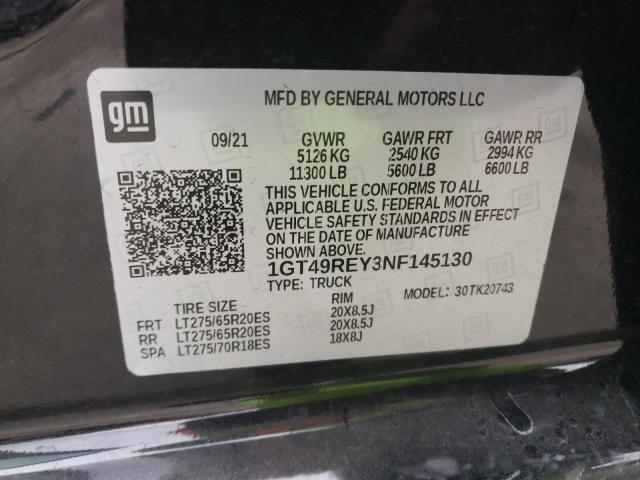 gm
MFD BY GENERAL MOTORS LLC
09/21 GVWR GAWR FRT GAWR RR
5126 KG 2540 KG 2994 KG
11300 LB 5600 LB 6600 LB
THIS VEHICLE CONFORMS TO ALL
APPLICABLE U.S. FEDERAL MOTOR
VEHICLE SAFETY STANDARDS IN EFFECT
ON THE DATE OF MANUFACTURE
SHOWN ABOVE.
1GT49REY3NF145130
TYPE: TRUCK MODEL: 30TK20743
TIRE SIZE RIM
FRT LT275/65R20ES 20X8.5J
RR LT275/65R20ES 20X8.5J
SPA LT275/70R18ES 18X8J